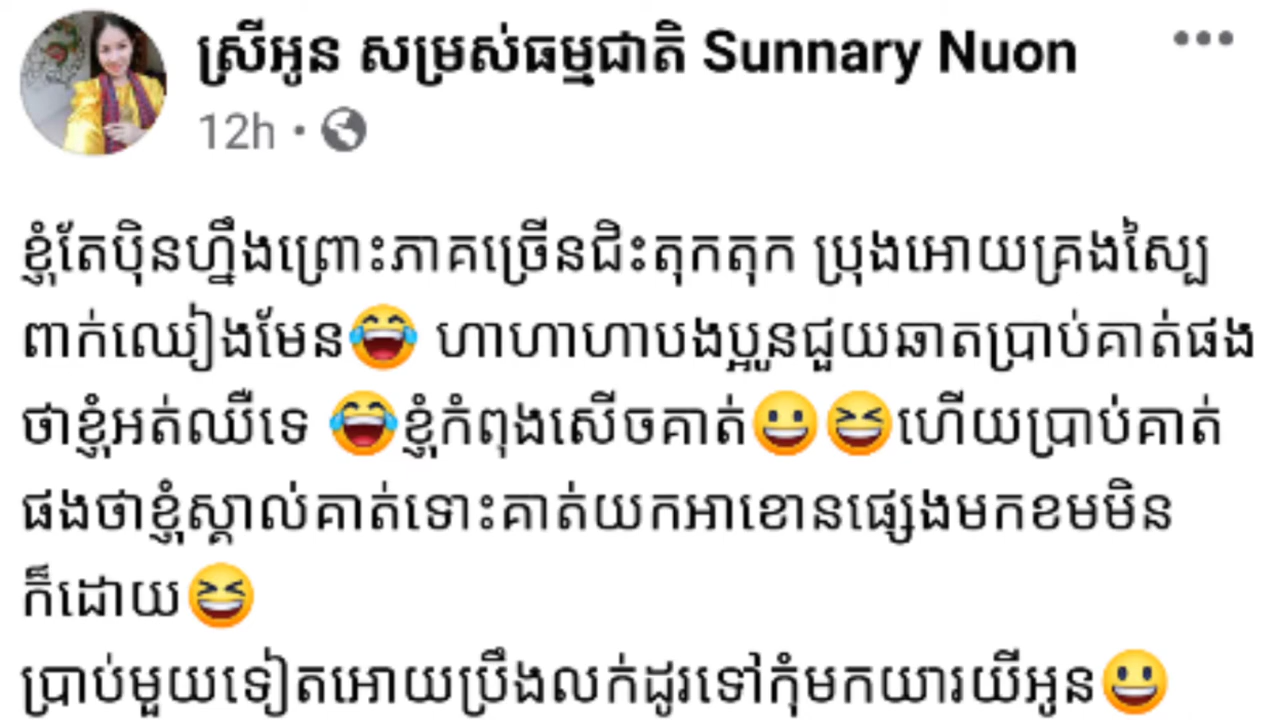 ស្រីអូន សម្រស់ធម្មជាតិ Sunnary Nuon
12h
ខ្ញុំតែប៉ិនហ្នឹងព្រោះភាគច្រើនជិះតុកតុក ប្រុងអោយគ្រងស្បៃ
ពាក់ឈៀងមែន😂 ហាហាហាបងប្អូនជួយឆាតប្រាប់គាត់ផង
ថាខ្ញុំអត់ឈឺទេ 😂ខ្ញុំកំពុងសើចគាត់😀😆ហើយប្រាប់គាត់
ផងថាខ្ញុំស្គាល់គាត់ទោះគាត់យកអាខោនផ្សេងមកខមមិន
ក៏ដោយ😆
ប្រាប់មួយទៀតអោយប្រឹងលក់ដូរទៅកុំមកយារយីអូន😀